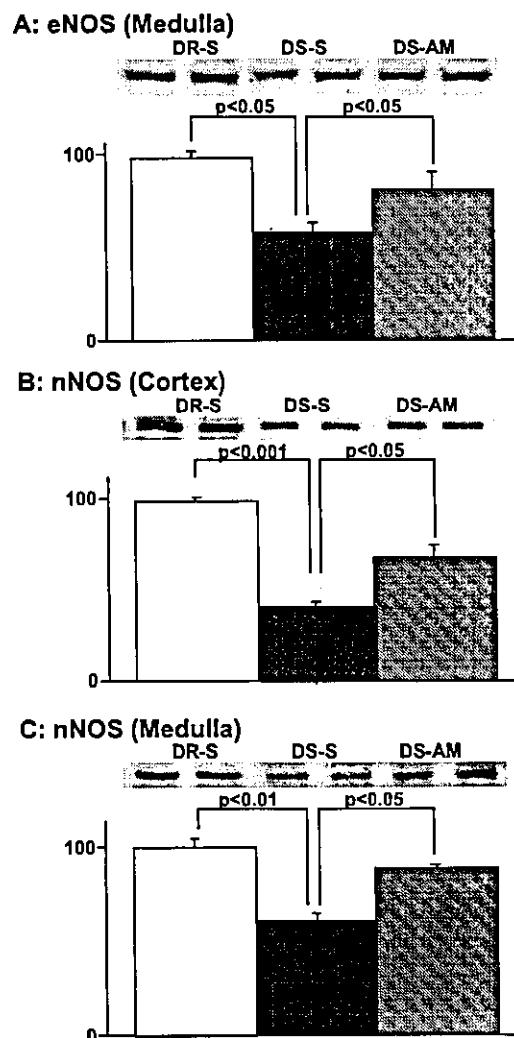 A: eNOS (Medulla)
DR-S DS-S DS-AM
p<0.05 p<0.05
100
0
B: nNOS (Cortex)
DR-S DS-S DS-AM
p<0.001 p<0.05
100
0
C: nNOS (Medulla)
DR-S DS-S DS-AM
p<0.01 p<0.05
100
0